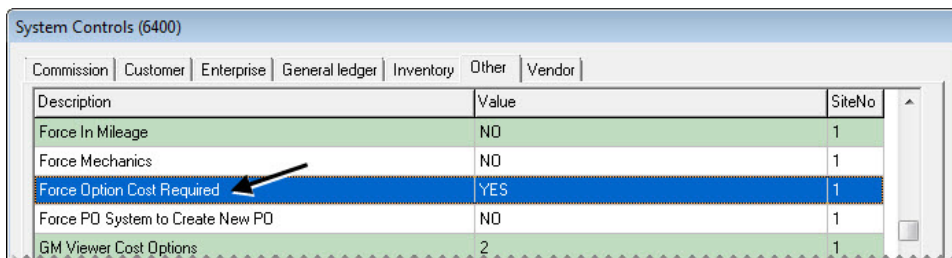 System Controls (6400)
Commission Customer Enterprise General ledger Inventory Other Vendor
Description Value SiteNo
Force In Mileage NO 1
Force Mechanics NO 1
Force Option Cost Required YES 1
Force PO System to Create New PO NO 1
GM Viewer Cost Options 2 1